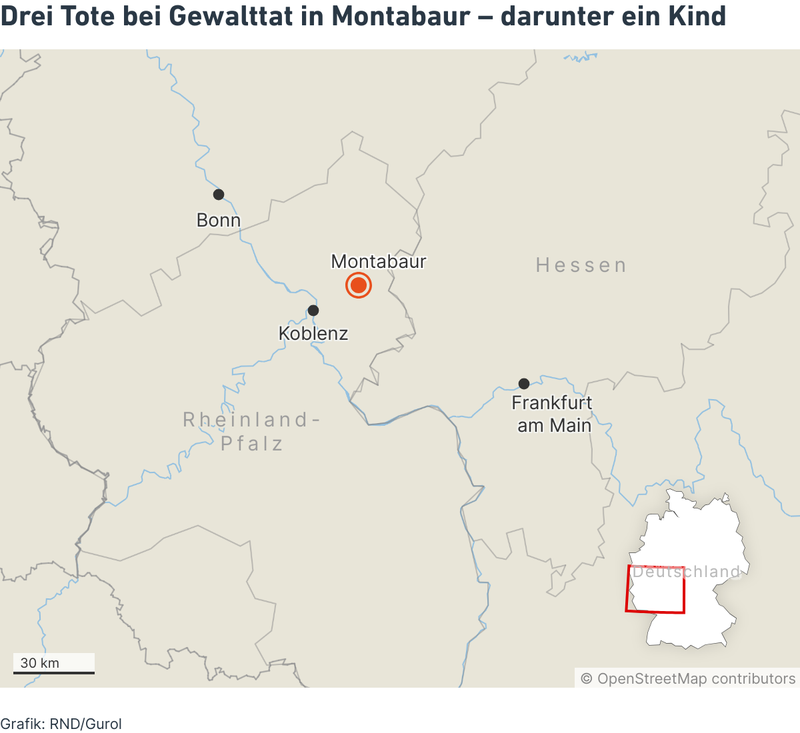 Drei Tote bei Gewalttat in Montabaur – darunter ein Kind
Bonn
Montabaur
Hessen
Koblenz
Frankfurt
am Main
Rheinland-
Pfalz
Deutschland
30 km
© OpenStreetMap contributors
Grafik: RND/Gurol